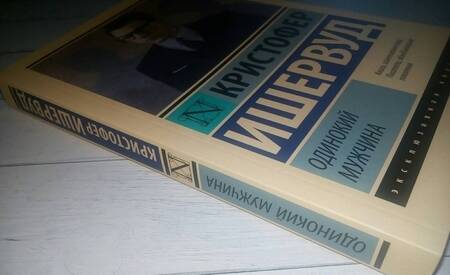 КРИСТОФЕР
ИШЕРВУД
ОДИНОКИЙ
МУЖЧИНА
КРИСТОФЕР ИШЕРВУД
ОДИНОКИЙ МУЖЧИНА